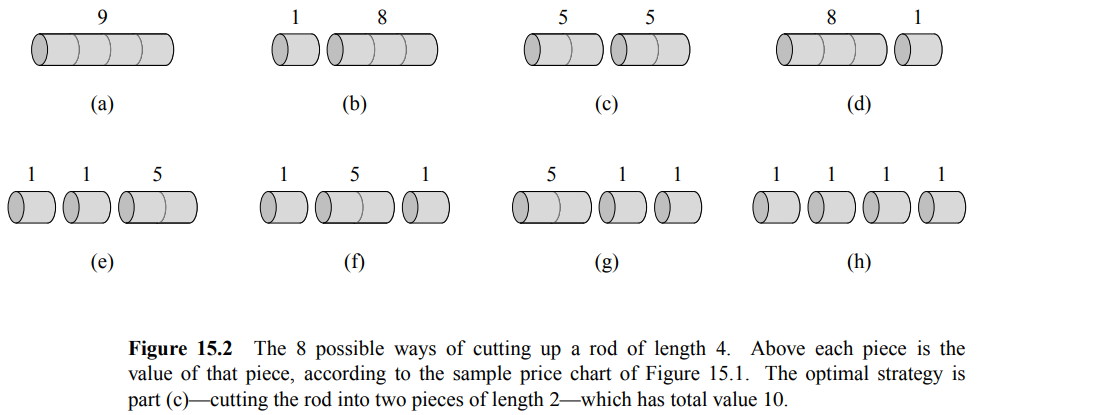 9 1 8 5 5 8 1
(a) (b) (c) (d)
1 1 5 1 5 1 5 1 1 1 1 1 1
(e) (f) (g) (h)
Figure 15.2 The 8 possible ways of cutting up a rod of length 4. Above each piece is the
value of that piece, according to the sample price chart of Figure 15.1. The optimal strategy is
part (c)—cutting the rod into two pieces of length 2—which has total value 10.